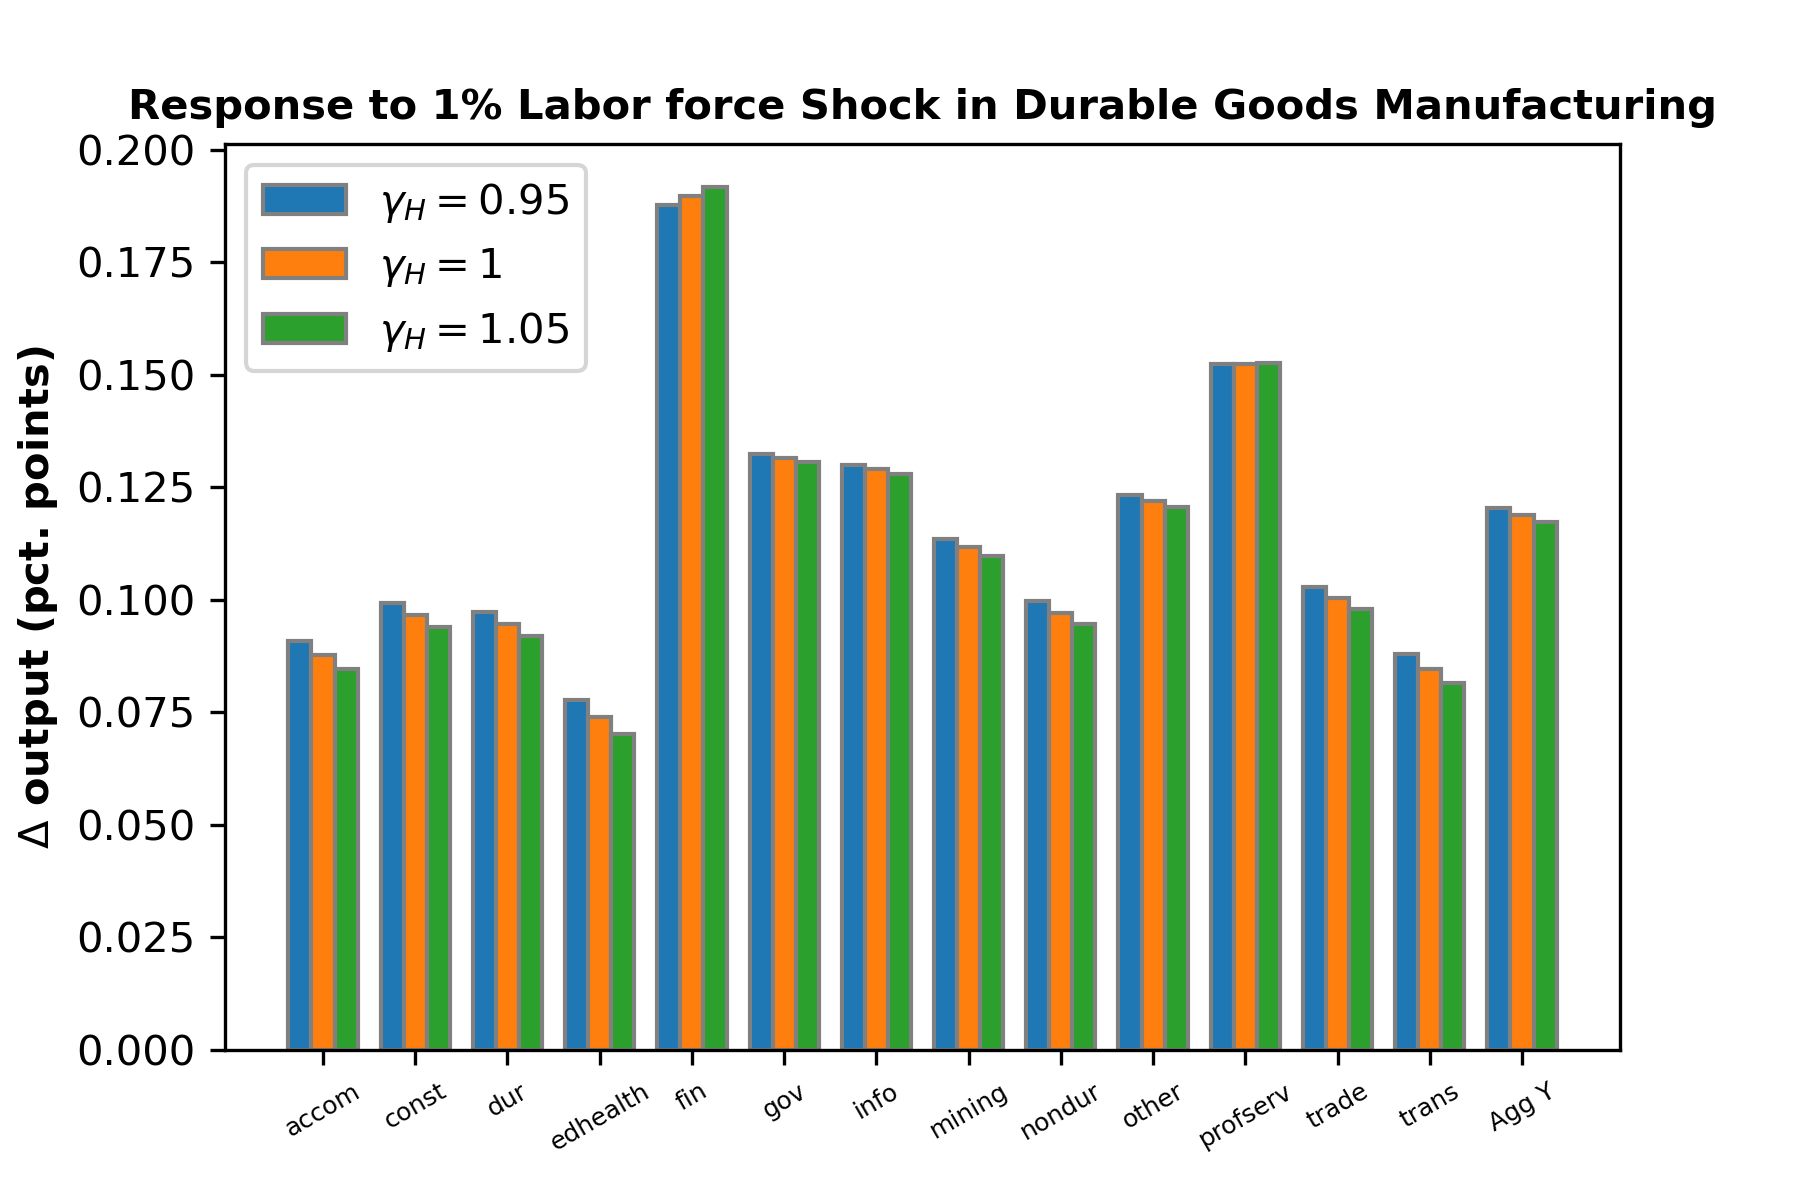 Response to 1% Labor force Shock in Durable Goods Manufacturing
Δ output (pct. points)
0.200
0.175
0.150
0.125
0.100
0.075
0.050
0.025
0.000
γ_H = 0.95
γ_H = 1
γ_H = 1.05
accom
const
dur
edhealth
fin
gov
info
mining
nondur
other
profserv
trade
trans
Agg Y